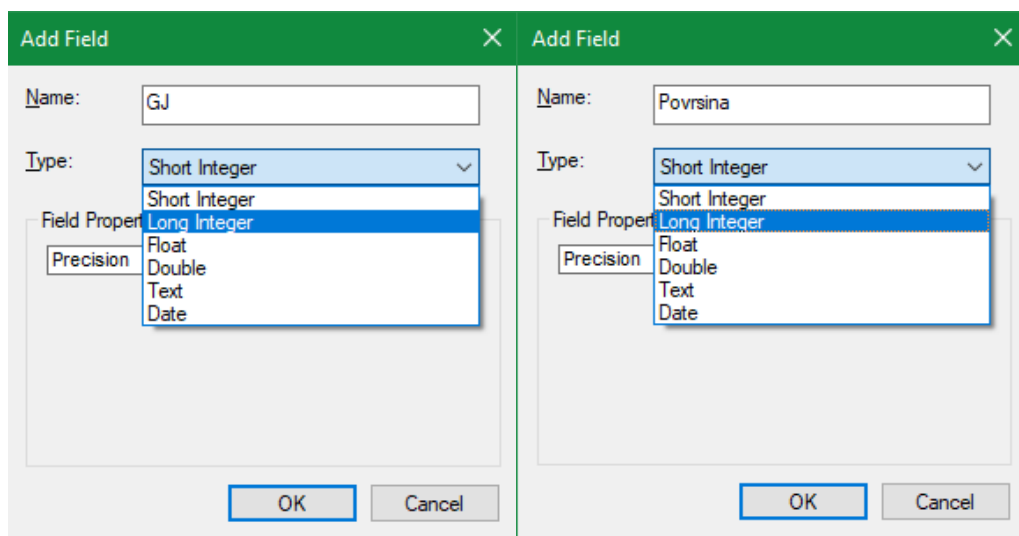 Add Field
Name:
GJ
Type:
Short Integer
Short Integer
Long Integer
Float
Double
Text
Date
Field Propert
Precision
OK
Cancel
Add Field
Name:
Povrsina
Type:
Short Integer
Short Integer
Long Integer
Float
Double
Text
Date
Field Propert
Precision
OK
Cancel